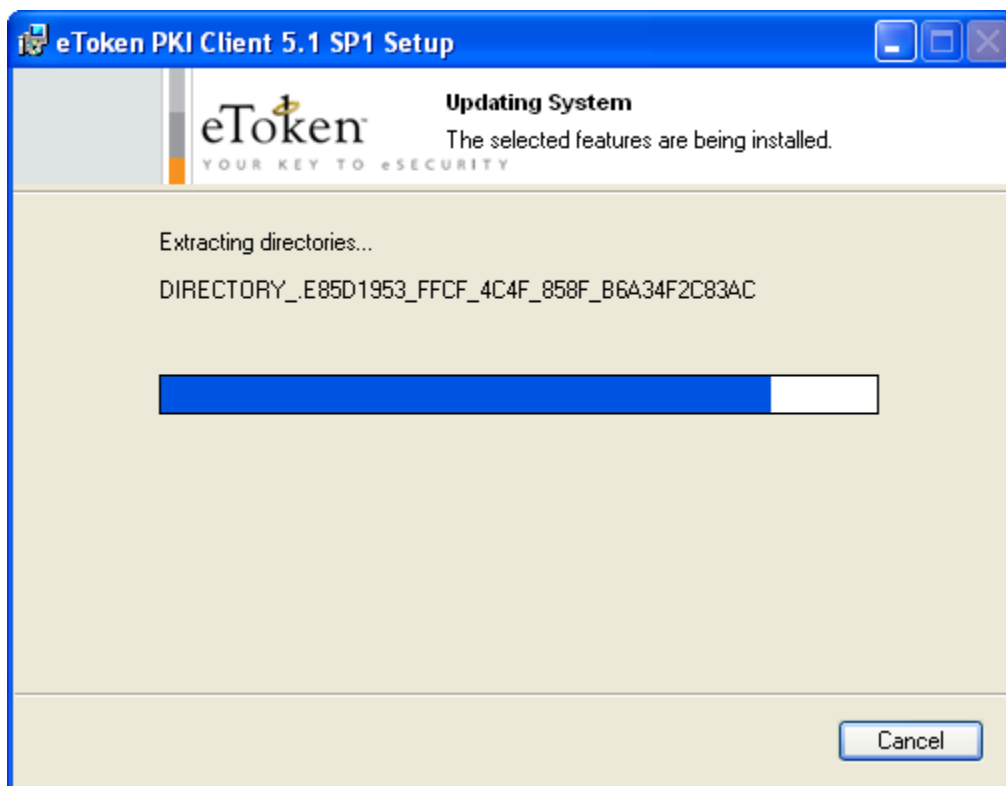 eToken PKI Client 5.1 SP1 Setup
eToken
YOUR KEY TO eSECURITY
Updating System
The selected features are being installed.
Extracting directories...
DIRECTORY_.E85D1953_FFCF_4C4F_858F_B6A34F2C83AC
Cancel